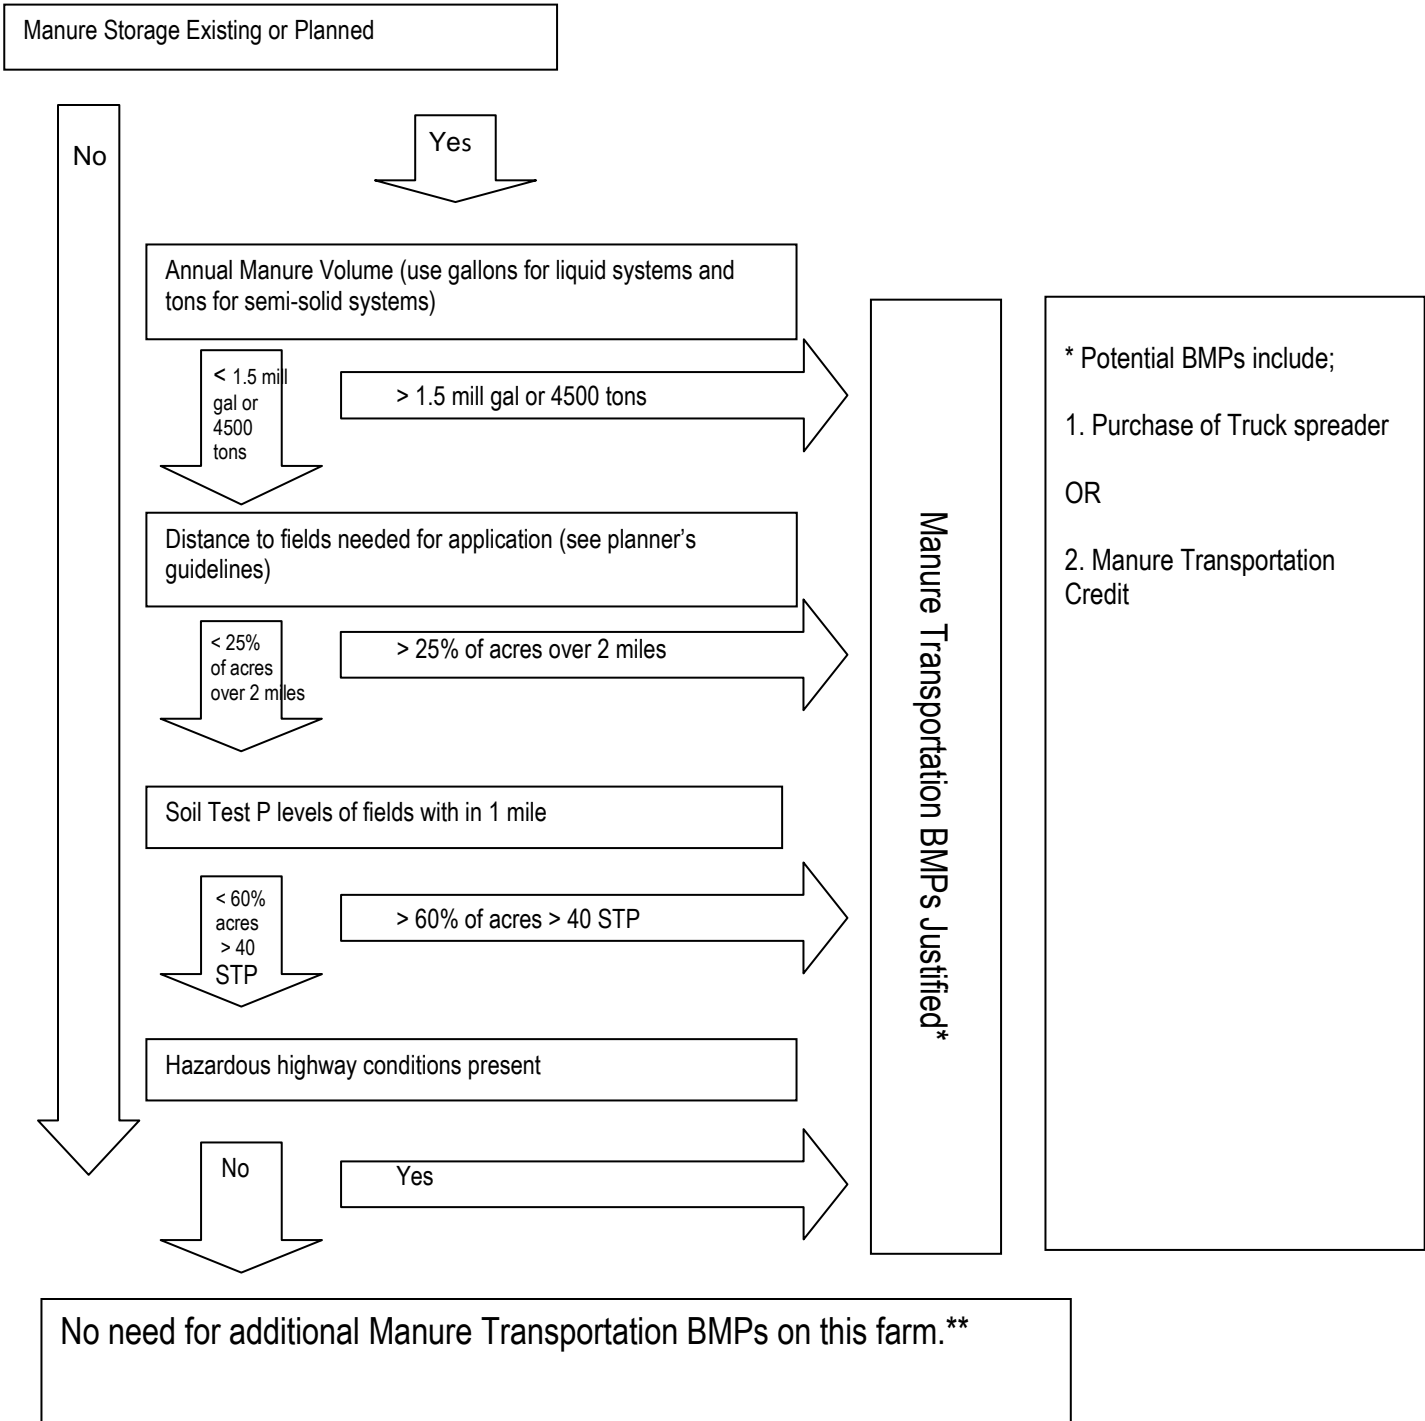 Manure Storage Existing or Planned
No
Yes
Annual Manure Volume (use gallons for liquid systems and
tons for semi-solid systems)
< 1.5 mill
gal or
4500
tons
> 1.5 mill gal or 4500 tons
Distance to fields needed for application (see planner’s
guidelines)
< 25%
of acres
over 2 miles
> 25% of acres over 2 miles
Soil Test P levels of fields with in 1 mile
< 60%
acres
> 40
STP
> 60% of acres > 40 STP
Hazardous highway conditions present
No
Yes
Manure Transportation BMPs Justified*
* Potential BMPs include;
1. Purchase of Truck spreader
OR
2. Manure Transportation
Credit
No need for additional Manure Transportation BMPs on this farm.**